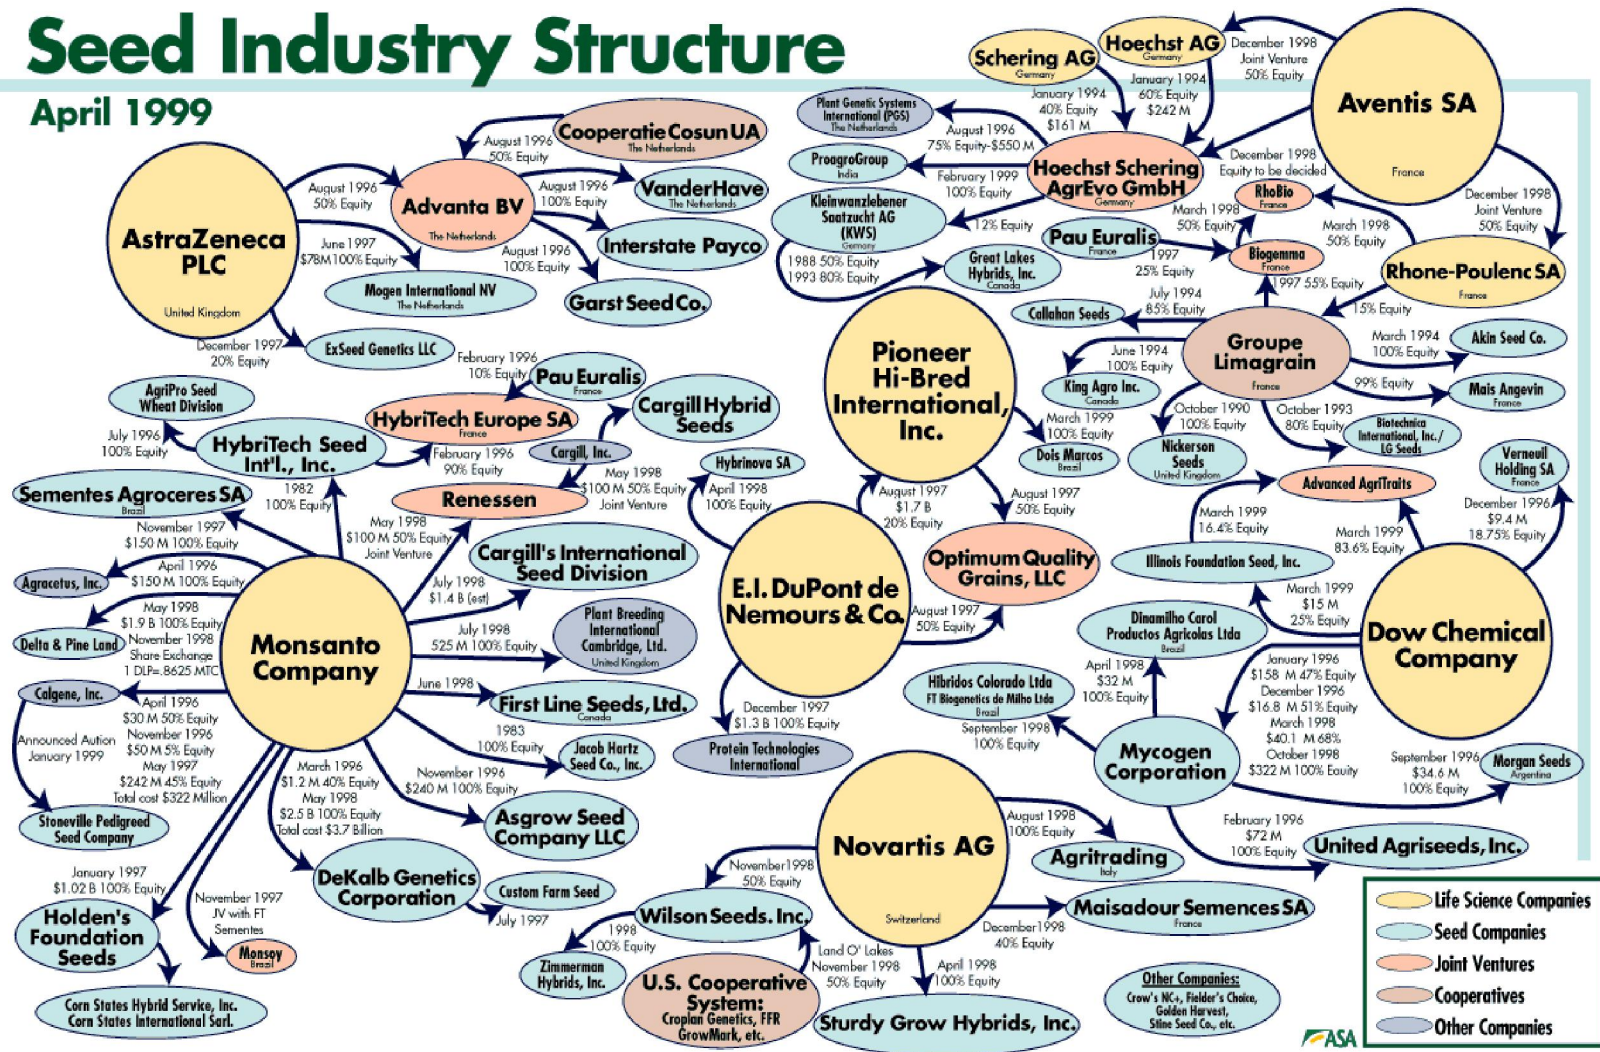 Seed Industry Structure
April 1999
AstraZeneca
PLC
United Kingdom
August 1996
50% Equity
June 1997
$78M 100% Equity
December 1997
20% Equity
Mogen International NV
The Netherlands
ExSeed Genetics LLC
Advanta BV
The Netherlands
August 1996
50% Equity
Cooperatie Cosun UA
The Netherlands
August 1996
100% Equity
VanderHave
The Netherlands
Interstate Payco
August 1996
100% Equity
Garst Seed Co.
Schering AG
Germany
Hoechst AG
Germany
December 1998
Joint Venture
50% Equity
Aventis SA
France
January 1994
40% Equity
$161 M
January 1994
60% Equity
$242 M
Plant Genetic Systems
International (PGS)
The Netherlands
August 1996
75% Equity-$550 M
ProagroGroup
India
February 1999
100% Equity
Hoechst Schering
AgrEvo GmbH
Germany
December 1998
Equity to be decided
Kleinwanzlebener
Saatzucht AG
(KWS)
Germany
12% Equity
1988 50% Equity
1993 80% Equity
Great Lakes
Hybrids, Inc.
Canada
RhoBio
France
March 1998
50% Equity
March 1998
50% Equity
December 1998
Joint Venture
50% Equity
Pau Euralis
France
1997
25% Equity
Biogemma
France
1997 55% Equity
Rhone-Poulenc SA
France
15% Equity
Groupe
Limagrain
France
July 1994
85% Equity
Callahan Seeds
June 1994
100% Equity
King Agro Inc.
Canada
October 1990
100% Equity
Nickerson
Seeds
United Kingdom
October 1993
80% Equity
Biotechnica
International, Inc./
LG Seeds
March 1994
100% Equity
Akin Seed Co.
99% Equity
Mais Angevin
France
Pioneer
Hi-Bred
International,
Inc.
March 1999
100% Equity
Dois Marcos
Brazil
August 1997
$1.7 B
20% Equity
August 1997
50% Equity
Optimum Quality
Grains, LLC
August 1997
50% Equity
E.I. DuPont de
Nemours & Co.
Hybrinova SA
April 1998
100% Equity
December 1997
$1.3 B 100% Equity
Protein Technologies
International
AgriPro Seed
Wheat Division
July 1996
100% Equity
HybriTech Seed
Int'l., Inc.
1982
100% Equity
February 1996
10% Equity
Pau Euralis
France
HybriTech Europe SA
France
February 1996
90% Equity
Cargill Hybrid
Seeds
Cargill, Inc.
May 1998
$100 M 50% Equity
Joint Venture
Renessen
May 1998
$100 M 50% Equity
Joint Venture
Sementes Agroceres SA
Brazil
November 1997
$150 M 100% Equity
Agracetus, Inc.
April 1996
$150 M 100% Equity
Delta & Pine Land
May 1998
$1.9 B 100% Equity
November 1998
Share Exchange
1 DLP=.8625 MTC
Calgene, Inc.
April 1996
$30 M 50% Equity
November 1996
$50 M 5% Equity
May 1997
$242 M 45% Equity
Total cost $322 Million
Announced Aution
January 1999
Stoneville Pedigreed
Seed Company
Monsanto
Company
July 1998
$1.4 B (est)
Cargill's International
Seed Division
July 1998
525 M 100% Equity
Plant Breeding
International
Cambridge, Ltd.
United Kingdom
June 1998
First Line Seeds, Ltd.
Canada
1983
100% Equity
Jacob Hartz
Seed Co., Inc.
November 1996
$240 M 100% Equity
Asgrow Seed
Company LLC
March 1996
$1.2 M 40% Equity
May 1998
$2.5 B 100% Equity
Total cost $3.7 Billion
DeKalb Genetics
Corporation
Custom Farm Seed
July 1997
January 1997
$1.02 B 100% Equity
Holden's
Foundation
Seeds
Corn States Hybrid Service, Inc.
Corn States International Sarl.
November 1997
JV with FT
Sementes
Monsoy
Brazil
Novartis AG
Switzerland
November 1998
50% Equity
Wilson Seeds. Inc.
1998
100% Equity
Zimmerman
Hybrids, Inc.
U.S. Cooperative
System:
Croplan Genetics, FFR
GrowMark, etc.
Land O' Lakes
November 1998
50% Equity
April 1998
100% Equity
Sturdy Grow Hybrids, Inc.
August 1998
100% Equity
Agritrading
Italy
December 1998
40% Equity
Maisadour Semences SA
France
Advanced AgriTraits
March 1999
16.4% Equity
March 1999
83.6% Equity
Verneuil
Holding SA
France
December 1996
$9.4 M
18.75% Equity
Illinois Foundation Seed, Inc.
March 1999
$15 M
25% Equity
Dow Chemical
Company
Dinamilho Carol
Productos Agricolas Ltda
Brazil
April 1998
$32 M
100% Equity
Hibridos Colorado Ltda
FT Biogenetics de Milho Ltda
Brazil
September 1998
100% Equity
Mycogen
Corporation
January 1996
$158 M 47% Equity
December 1996
$16.8 M 51% Equity
March 1998
$40.1 M 68%
October 1998
$322 M 100% Equity
September 1996
$34.6 M
100% Equity
Morgan Seeds
Argentina
February 1996
$72 M
100% Equity
United Agriseeds, Inc.
Other Companies:
Crow's NC+, Fielder's Choice,
Golden Harvest,
Stine Seed Co., etc.
Life Science Companies
Seed Companies
Joint Ventures
Cooperatives
Other Companies
ASA